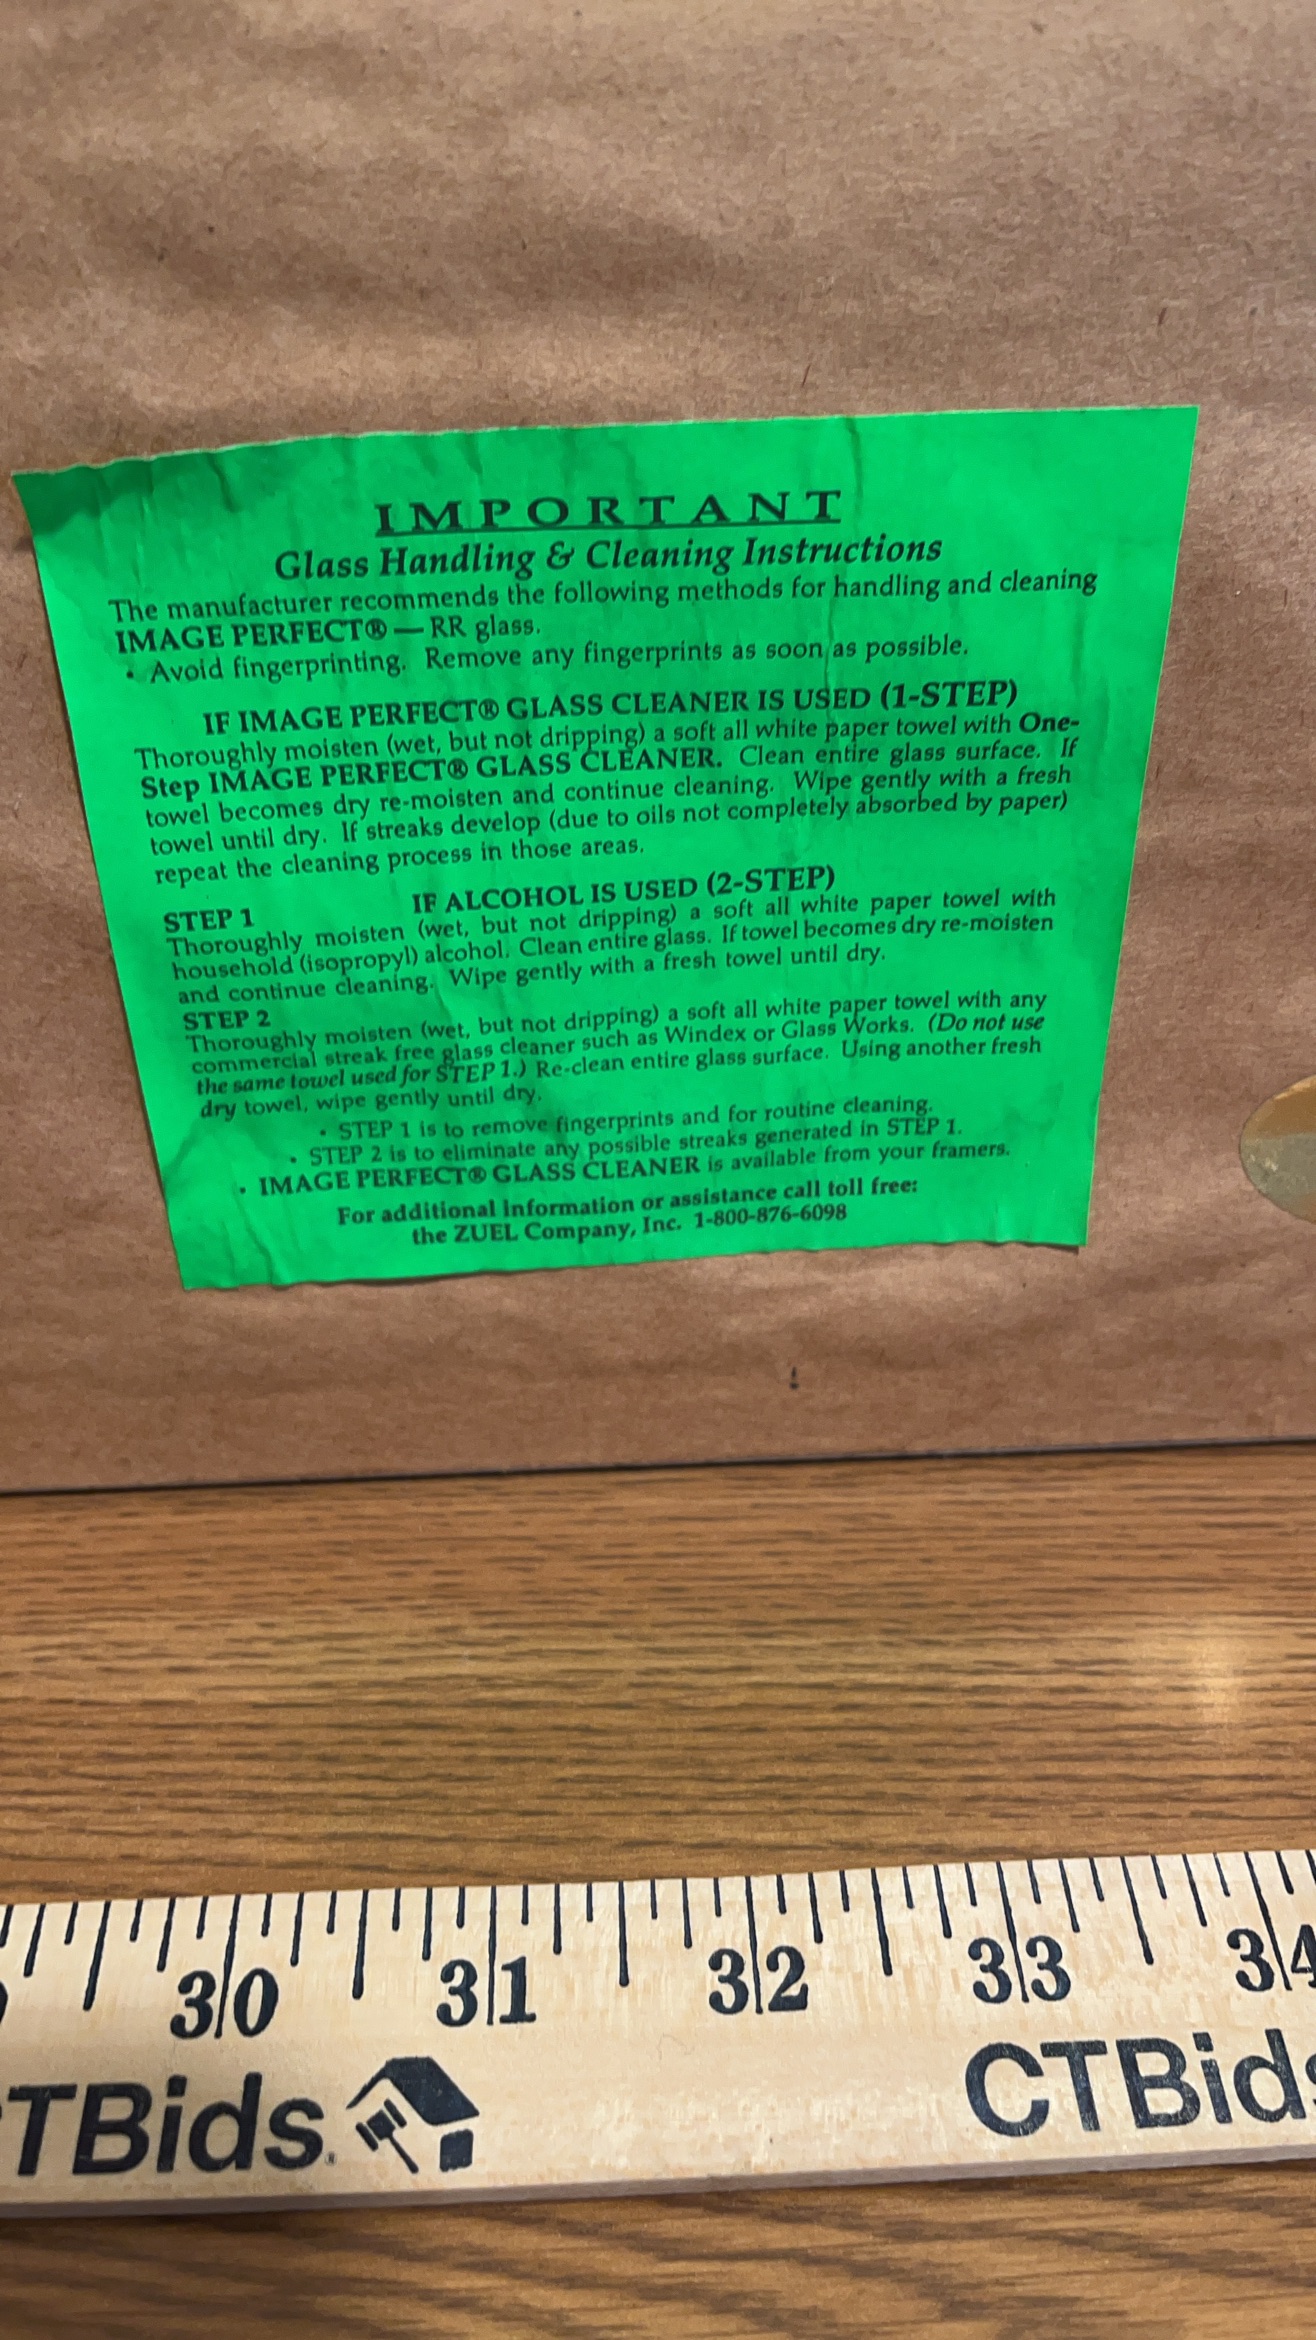 IMPORTANT
Glass Handling & Cleaning Instructions
The manufacturer recommends the following methods for handling and cleaning
IMAGE PERFECT® — RR glass.
• Avoid fingerprinting. Remove any fingerprints as soon as possible.
IF IMAGE PERFECT® GLASS CLEANER IS USED (1-STEP)
Thoroughly moisten (wet, but not dripping) a soft all white paper towel with One-
Step IMAGE PERFECT® GLASS CLEANER. Clean entire glass surface. If
towel becomes dry re-moisten and continue cleaning. Wipe gently with a fresh
towel until dry. If streaks develop (due to oils not completely absorbed by paper)
repeat the cleaning process in those areas.
IF ALCOHOL IS USED (2-STEP)
STEP 1
Thoroughly moisten (wet, but not dripping) a soft all white paper towel with
household (isopropyl) alcohol. Clean entire glass. If towel becomes dry re-moisten
and continue cleaning. Wipe gently with a fresh towel until dry.
STEP 2
Thoroughly moisten (wet, but not dripping) a soft all white paper towel with any
commercial streak free glass cleaner such as Windex or Glass Works. (Do not use
the same towel used for STEP 1.) Re-clean entire glass surface. Using another fresh
dry towel, wipe gently until dry.
• STEP 1 is to remove fingerprints and for routine cleaning.
• STEP 2 is to eliminate any possible streaks generated in STEP 1.
• IMAGE PERFECT® GLASS CLEANER is available from your framers.
For additional information or assistance call toll free:
the ZUEL Company, Inc. 1-800-876-6098
30 31 32 33 34
TBids. CTBids